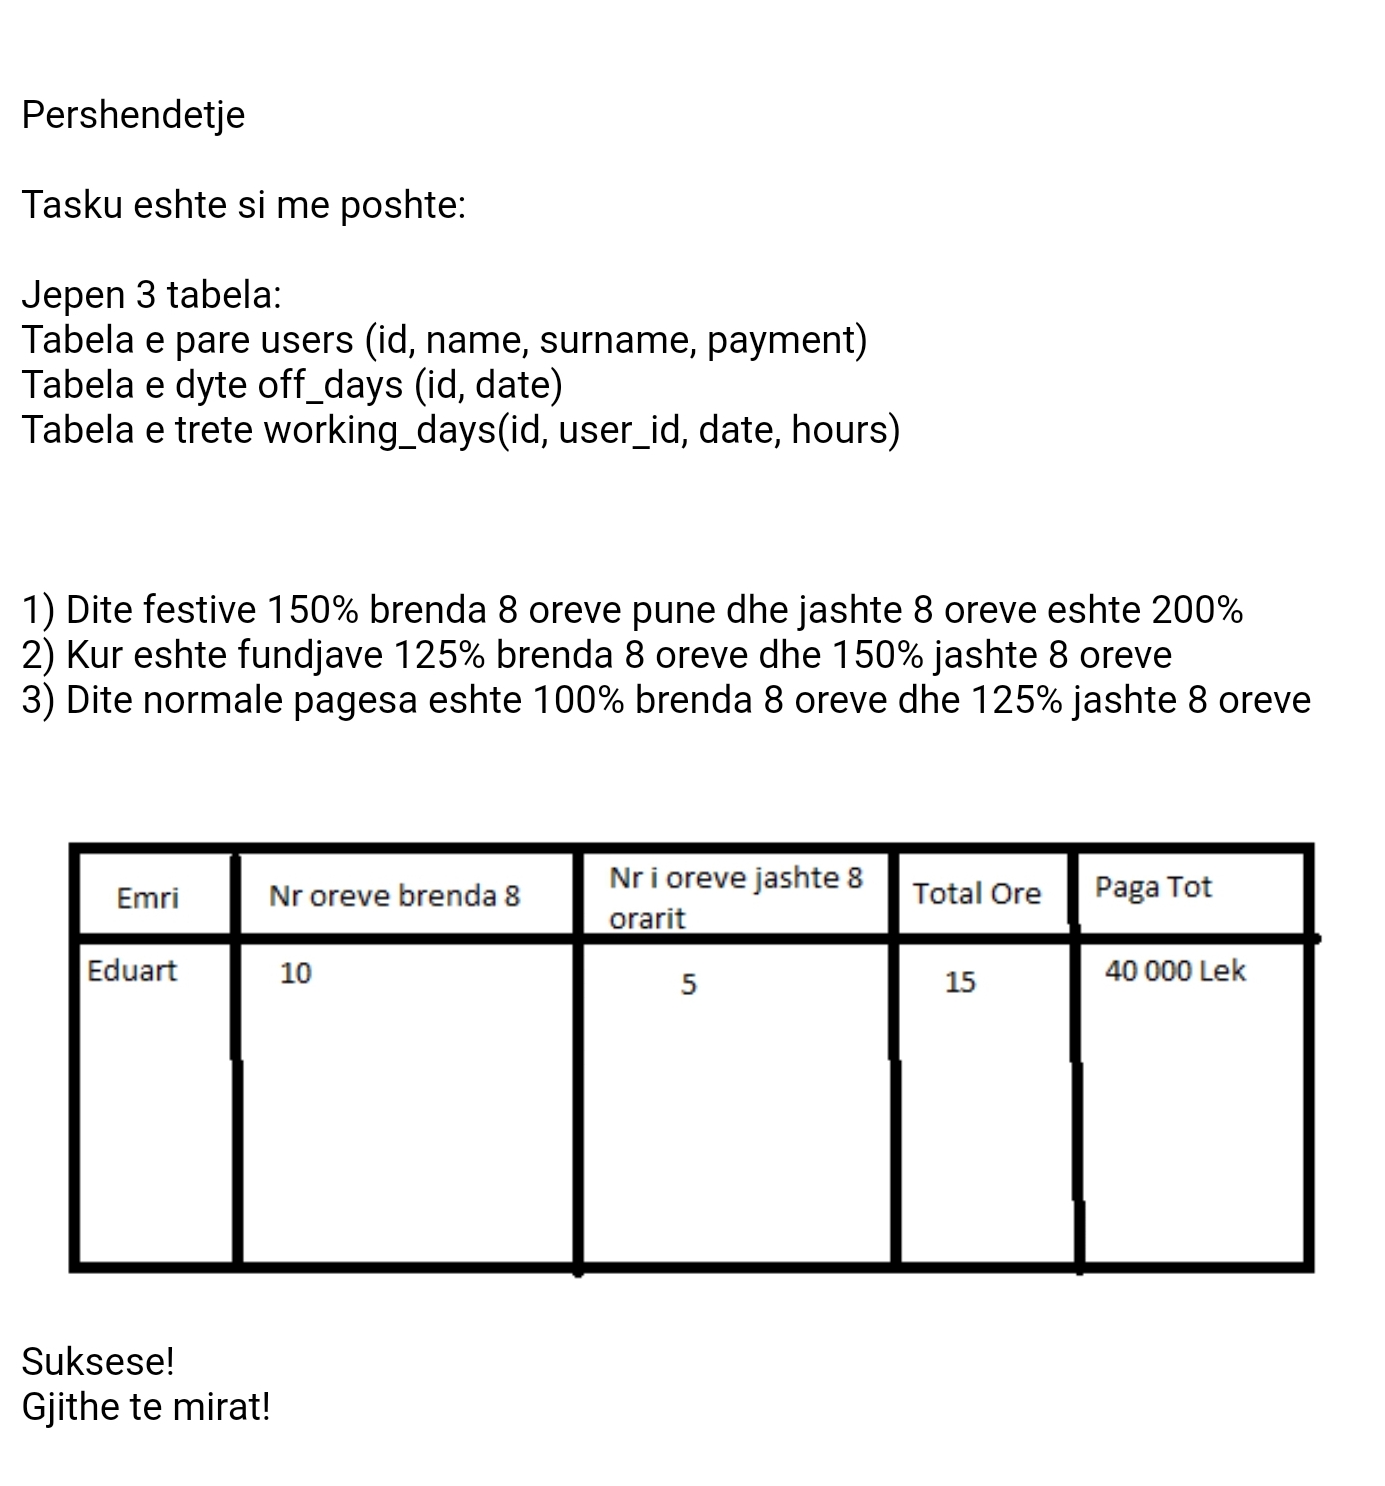 Pershendetje
Tasku eshte si me poshte:
Jepen 3 tabela:
Tabela e pare users (id, name, surname, payment)
Tabela e dyte off_days (id, date)
Tabela e trete working_days(id, user_id, date, hours)
1) Dite festive 150% brenda 8 oreve pune dhe jashte 8 oreve eshte 200%
2) Kur eshte fundjave 125% brenda 8 oreve dhe 150% jashte 8 oreve
3) Dite normale pagesa eshte 100% brenda 8 oreve dhe 125% jashte 8 oreve
Emri
Nr oreve brenda 8
Nr i oreve jashte 8
orarit
Total Ore
Paga Tot
Eduart
10
5
15
40 000 Lek
Suksese!
Gjithe te mirat!